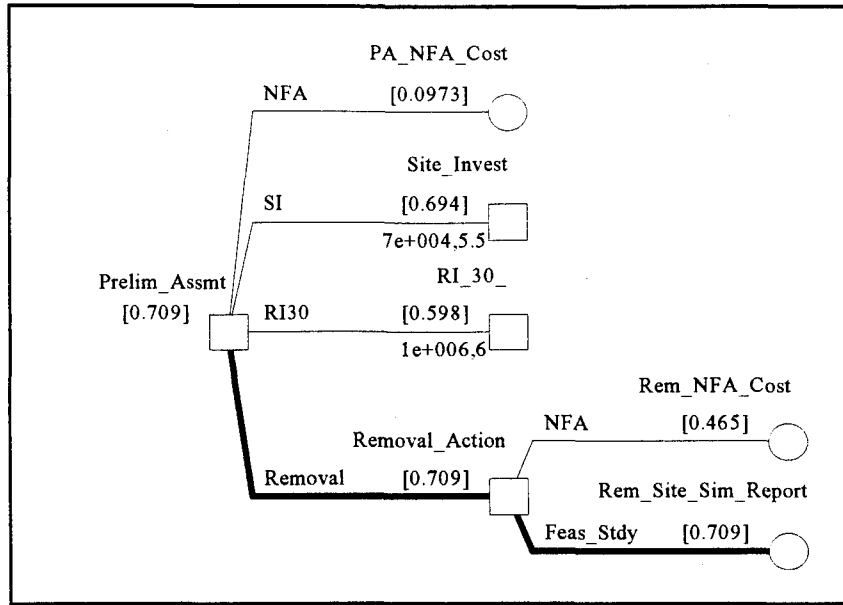 PA_NFA_Cost
NFA [0.0973]
Site_Invest
SI [0.694]
7e+004,5.5
RI_30_
Prelim_Assmt
[0.709]
RI30 [0.598]
1e+006,6
Rem_NFA_Cost
NFA [0.465]
Removal_Action
Removal [0.709]
Rem_Site_Sim_Report
Feas_Stdy [0.709]